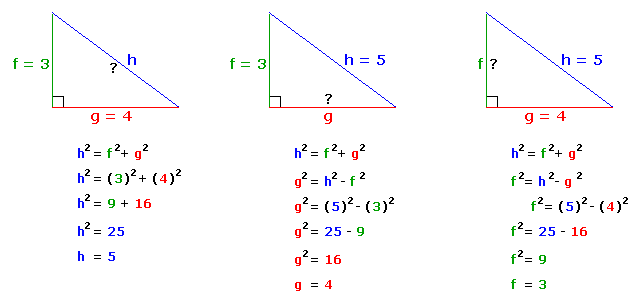 f = 3
h
?
g = 4
h² = f² + g²
h² = (3)² + (4)²
h² = 9 + 16
h² = 25
h = 5
f = 3
h = 5
?
g
h² = f² + g²
g² = h² - f²
g² = (5)² - (3)²
g² = 25 - 9
g² = 16
g = 4
f ?
h = 5
g = 4
h² = f² + g²
f² = h² - g²
f² = (5)² - (4)²
f² = 25 - 16
f² = 9
f = 3